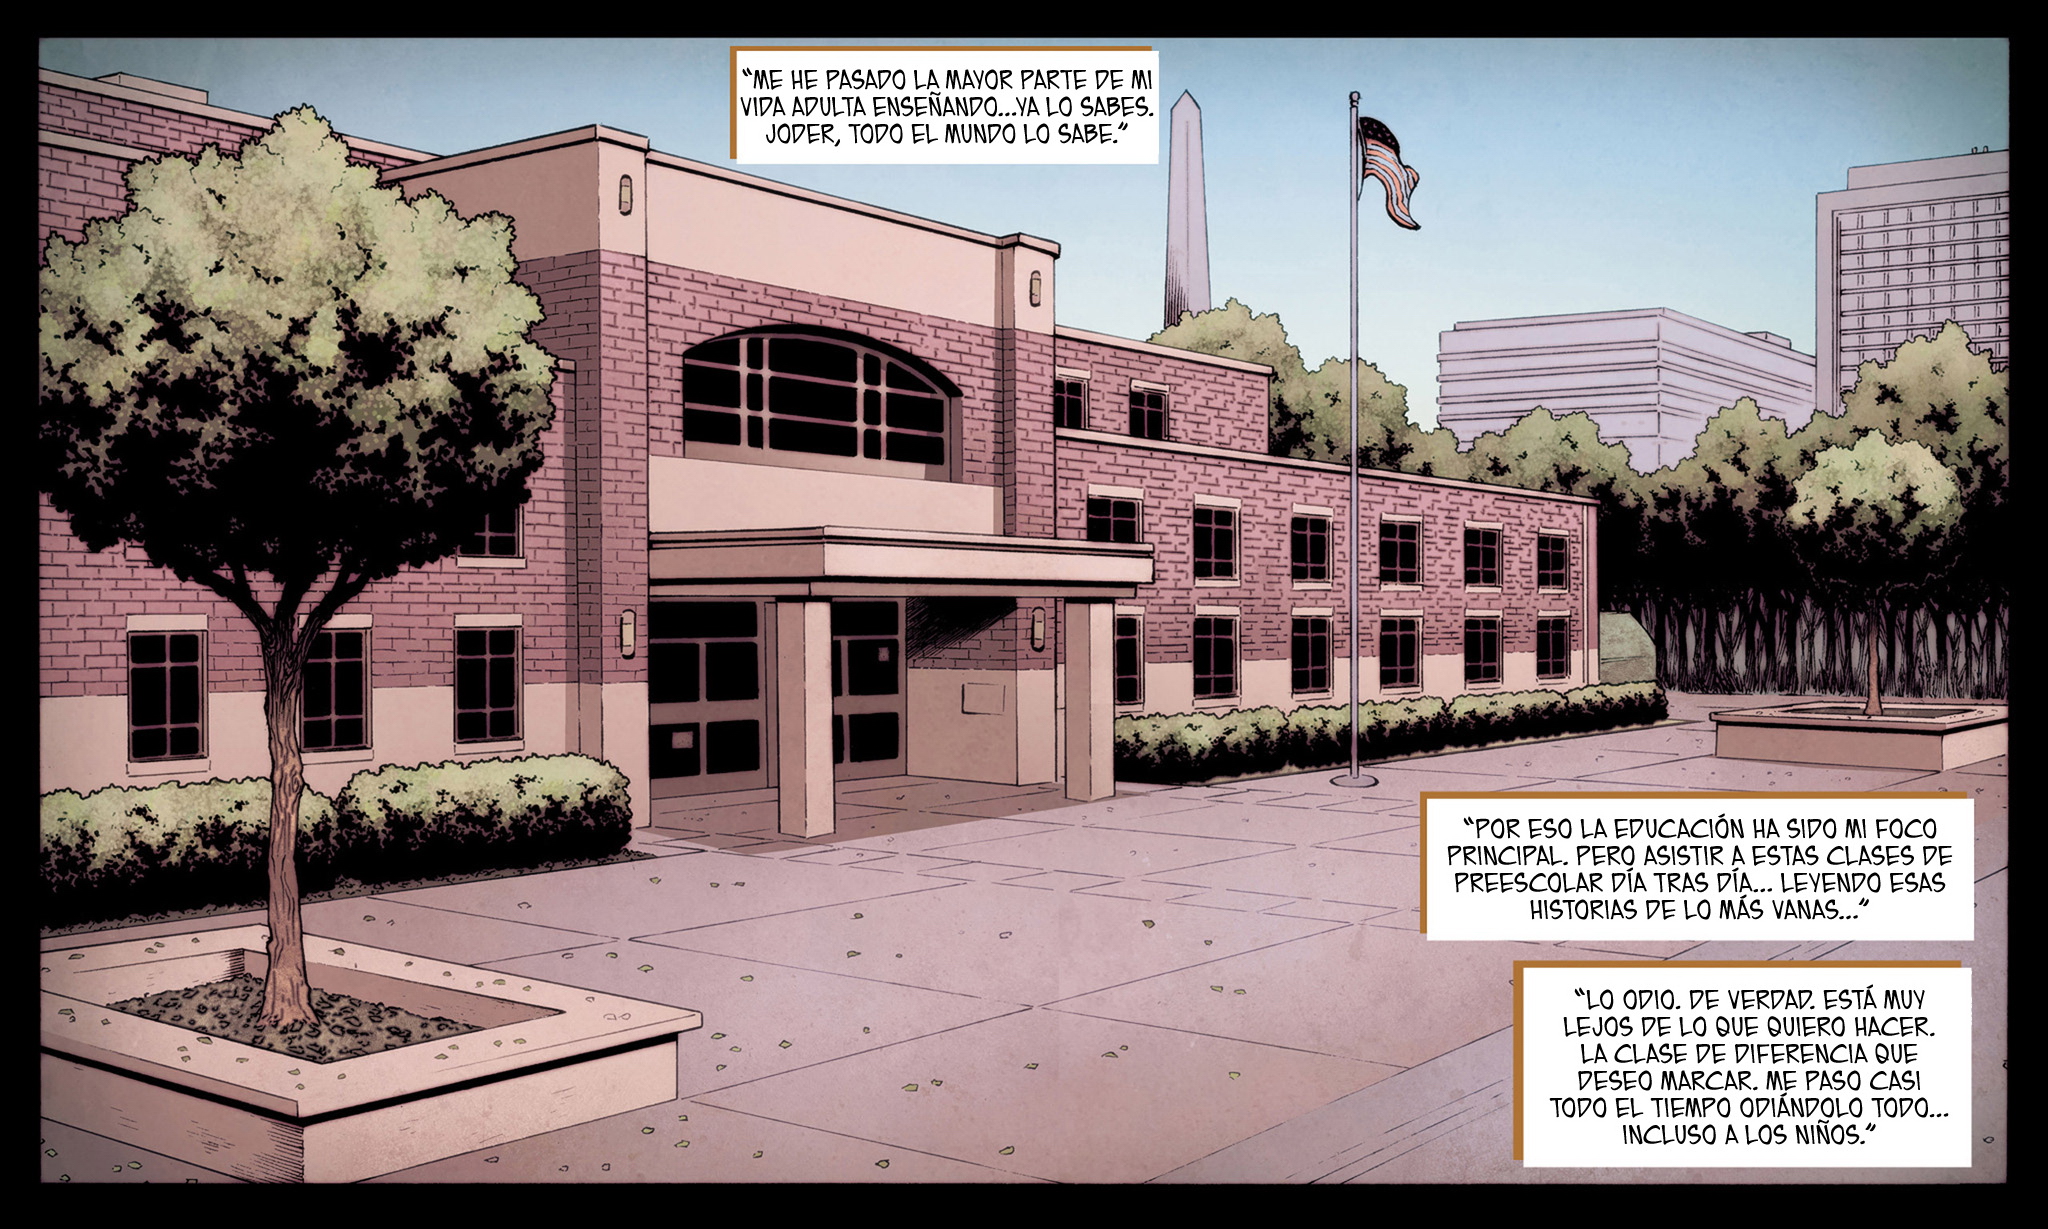 “ME HE PASADO LA MAYOR PARTE DE MI
VIDA ADULTA ENSEÑANDO...YA LO SABES.
JODER, TODO EL MUNDO LO SABE.”
“POR ESO LA EDUCACIÓN HA SIDO MI FOCO
PRINCIPAL. PERO ASISTIR A ESTAS CLASES DE
PREESCOLAR DÍA TRAS DÍA... LEYENDO ESAS
HISTORIAS DE LO MÁS VANAS...”
“LO ODIO. DE VERDAD. ESTÁ MUY
LEJOS DE LO QUE QUIERO HACER.
LA CLASE DE DIFERENCIA QUE
DESEO MARCAR. ME PASO CASI
TODO EL TIEMPO ODIÁNDOLO TODO...
INCLUSO A LOS NIÑOS.”